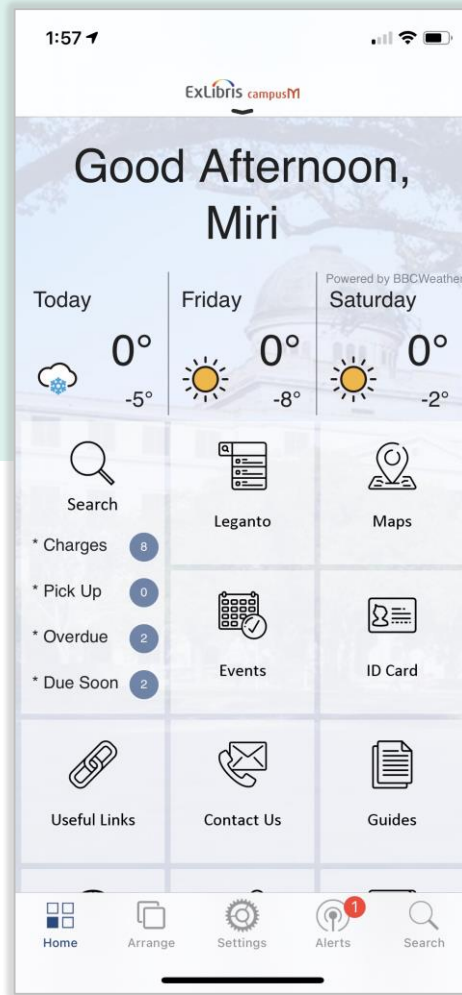 1:57
ExLibris campusM
Good Afternoon,
Miri
Powered by BBCWeather
Today
Friday
Saturday
0°
0°
0°
-5°
-8°
-2°
Search
Leganto
Maps
* Charges 8
* Pick Up 0
* Overdue 2
* Due Soon 2
Events
ID Card
Useful Links
Contact Us
Guides
1
Home
Arrange
Settings
Alerts
Search